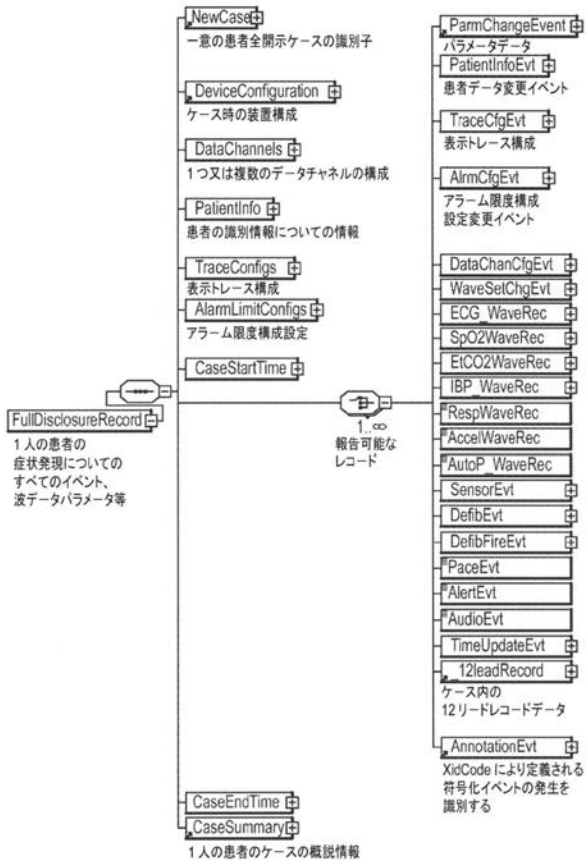 FullDisclosureRecord
1人の患者の
症状発現についての
すべてのイベント、
波データパラメータ等
NewCase
一意の患者全開示ケースの識別子
DeviceConfiguration
ケース時の装置構成
DataChannels
1つ又は複数のデータチャネルの構成
PatientInfo
患者の識別情報についての情報
TraceConfigs
表示トレース構成
AlarmLimitConfigs
アラーム限度構成設定
CaseStartTime
1..∞
報告可能な
レコード
ParmChangeEvent
パラメータデータ
PatientInfoEvt
患者データ変更イベント
TraceCfgEvt
表示トレース構成
AlrmCfgEvt
アラーム限度構成
設定変更イベント
DataChanCfgEvt
WaveSetChgEvt
ECG_WaveRec
SpO2WaveRec
EtCO2WaveRec
IBP_WaveRec
RespWaveRec
AccelWaveRec
AutoP_WaveRec
SensorEvt
DefibEvt
DefibFireEvt
PaceEvt
AlertEvt
AudioEvt
TimeUpdateEvt
_12leadRecord
ケース内の
12リードレコードデータ
AnnotationEvt
XidCodeにより定義される
符号化イベントの発生を
識別する
CaseEndTime
CaseSummary
1人の患者のケースの概説情報